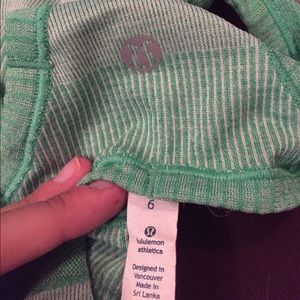 6
lululemon
athletica
Designed in
Vancouver
Made in
Sri Lanka